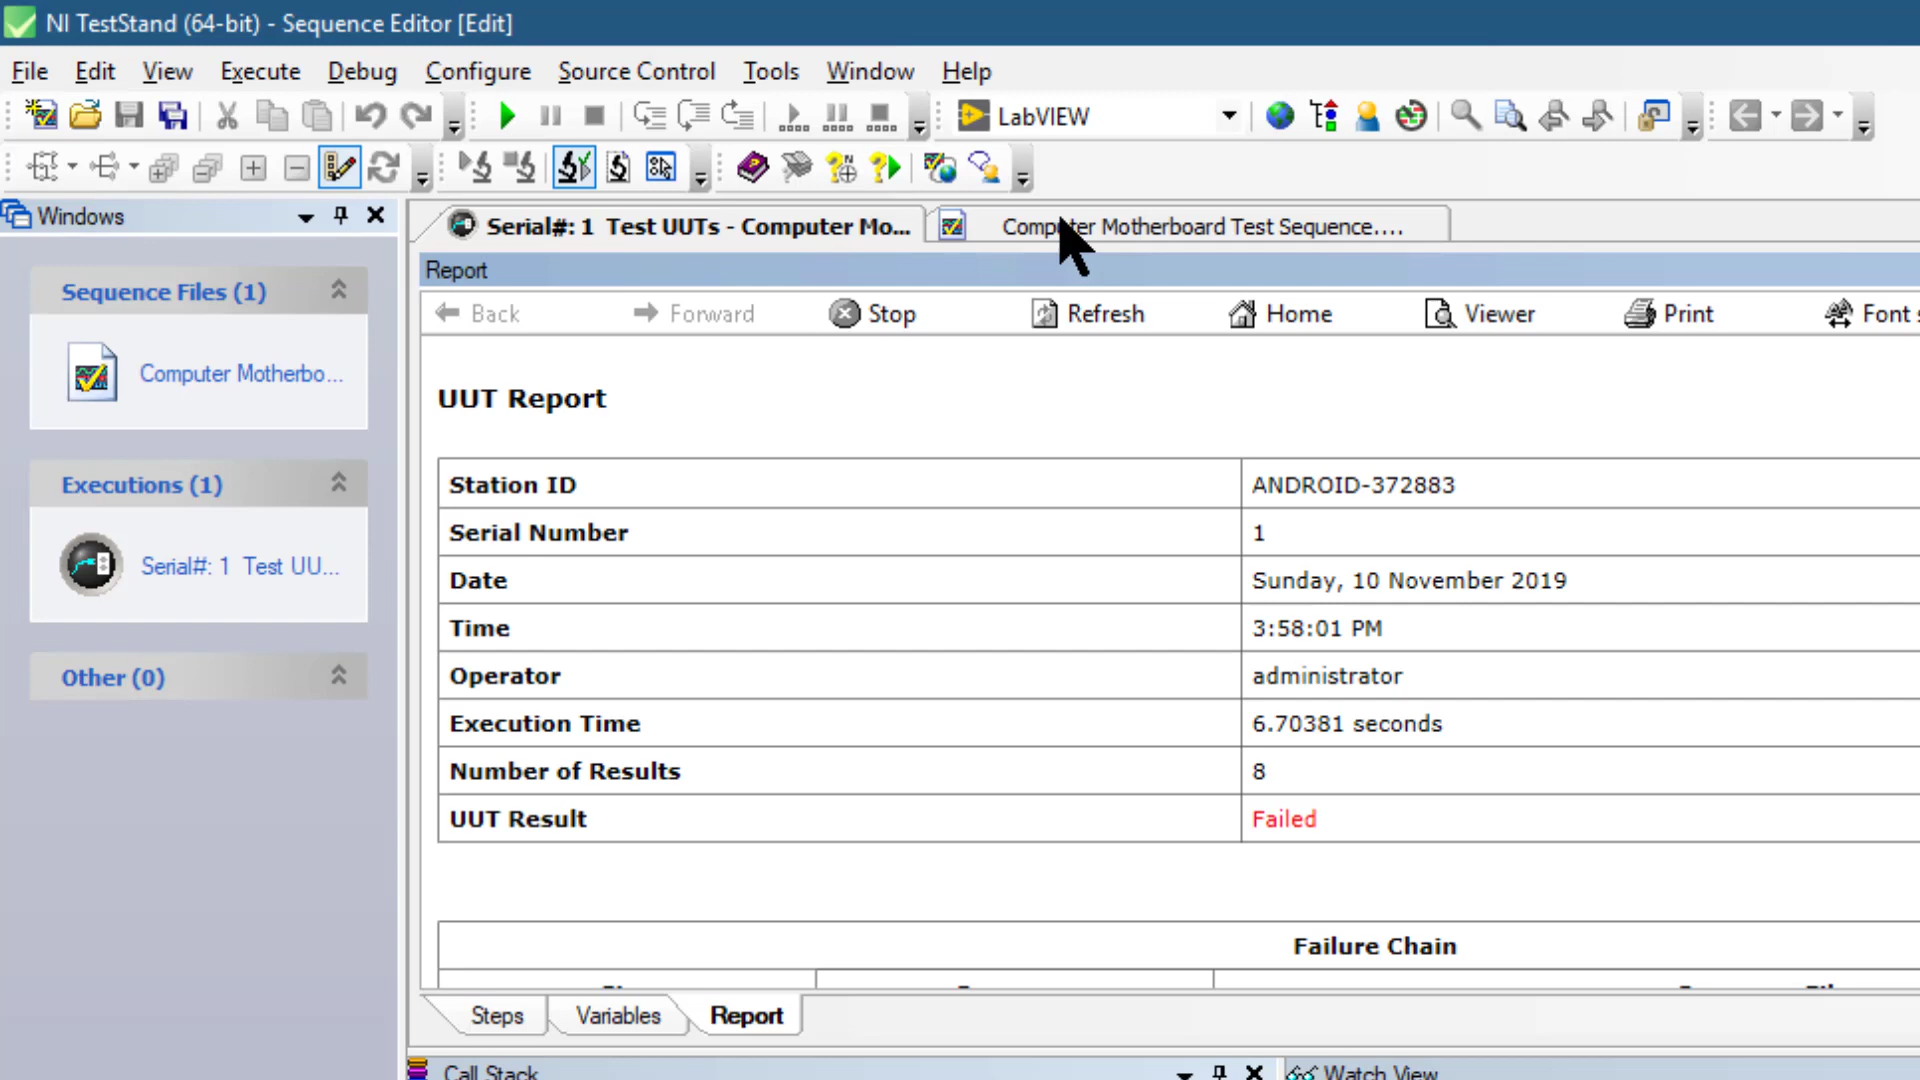 NI TestStand (64-bit) - Sequence Editor [Edit]
File Edit View Execute Debug Configure Source Control Tools Window Help
LabVIEW
Windows
Serial#: 1 Test UUTs - Computer Mo...
Computer Motherboard Test Sequence....
Report
Sequence Files (1)
Back Forward Stop Refresh Home Viewer Print Font
Computer Motherbo...
UUT Report
Executions (1)
Station ID ANDROID-372883
Serial Number 1
Serial#: 1 Test UU...
Date Sunday, 10 November 2019
Time 3:58:01 PM
Other (0)
Operator administrator
Execution Time 6.70381 seconds
Number of Results 8
UUT Result Failed
Failure Chain
Steps Variables Report
Call Stack Watch View